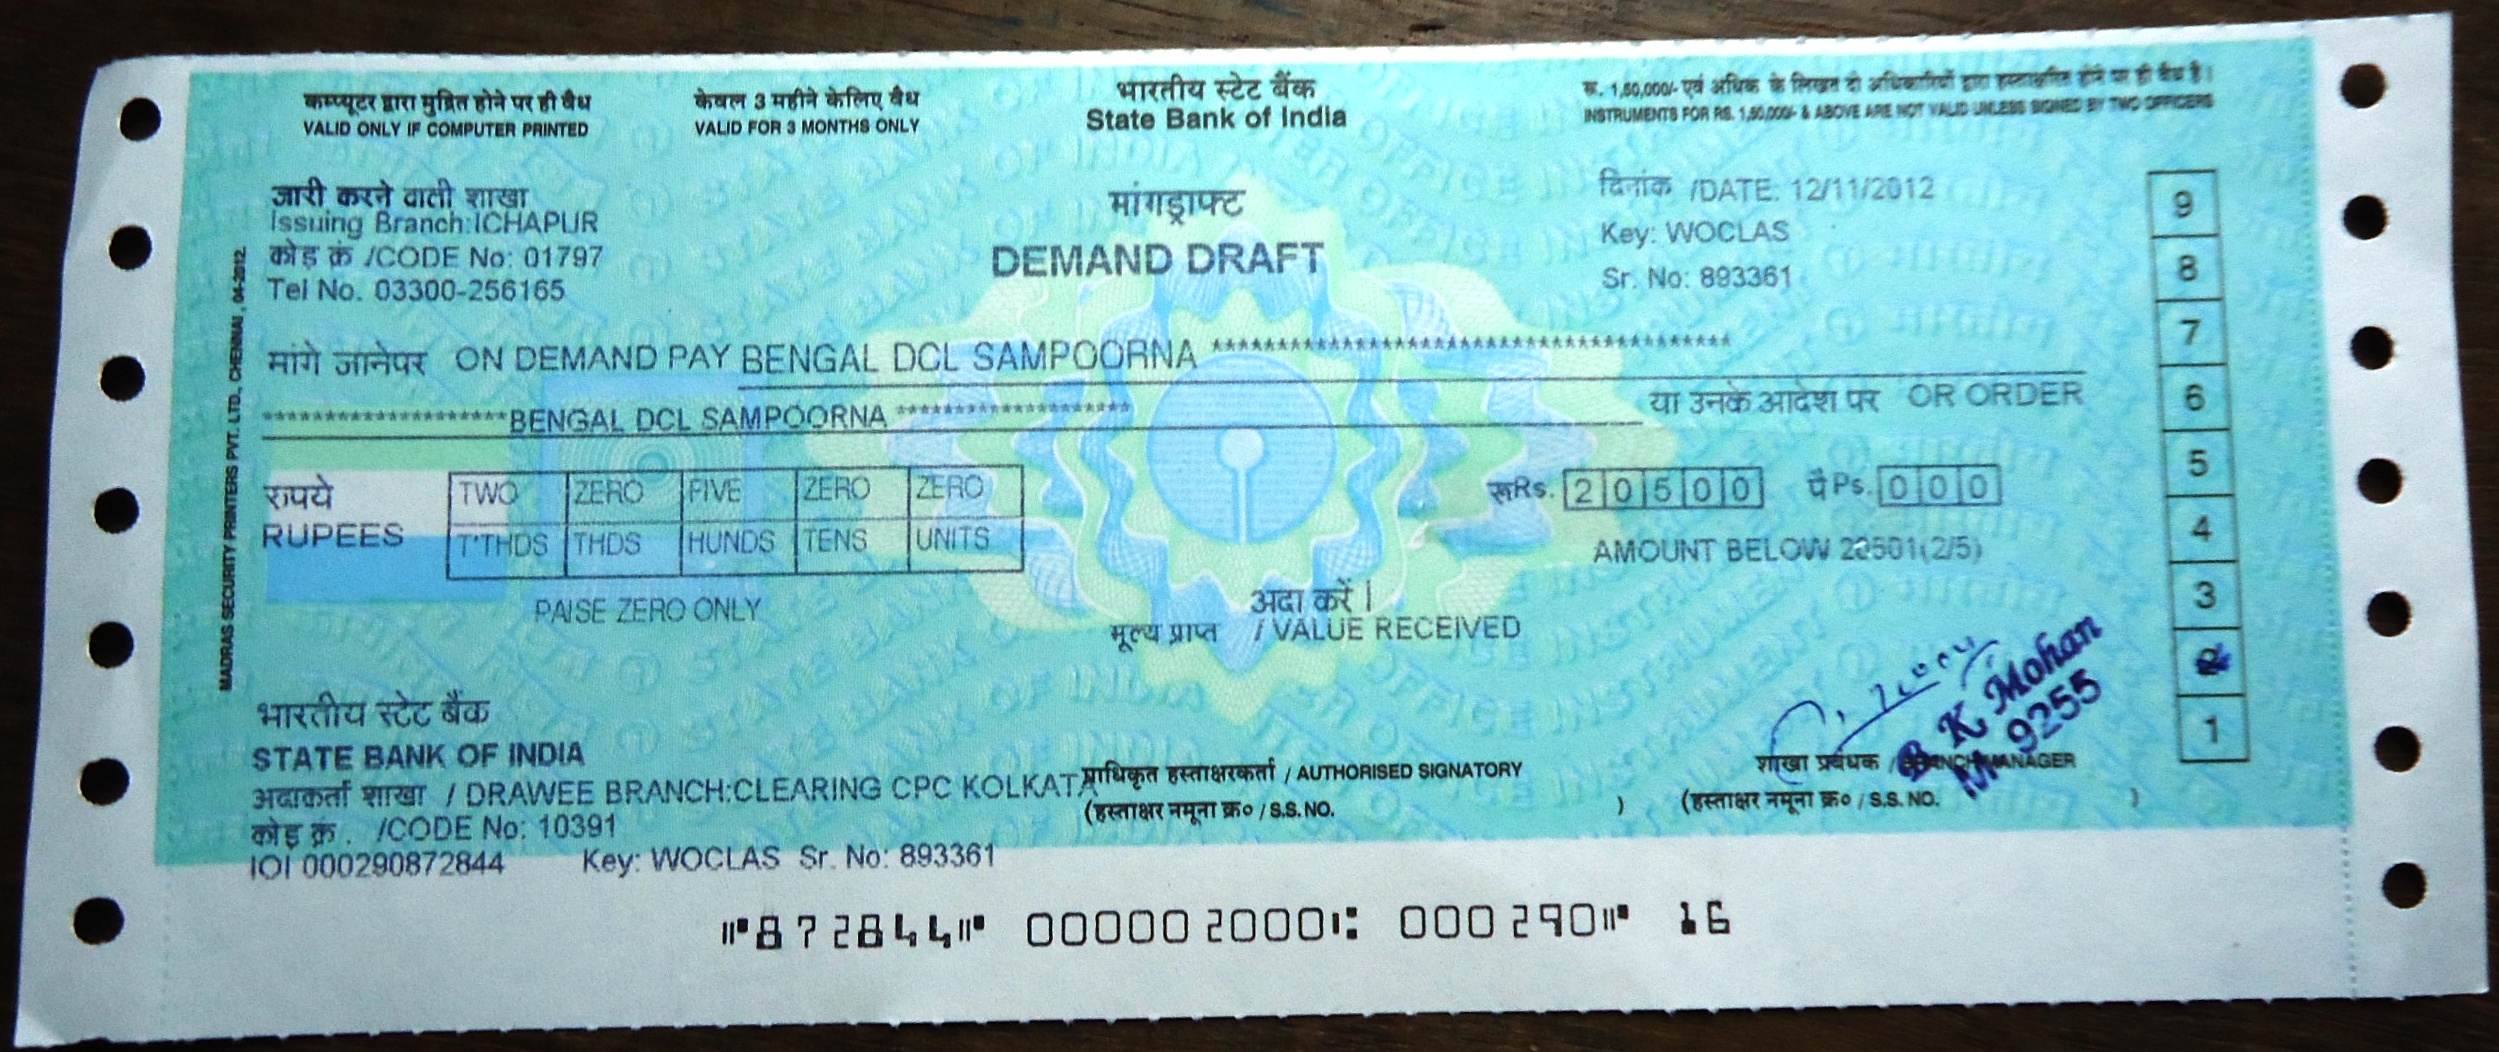 कम्प्यूटर द्वारा मुद्रित होने पर ही वैध
VALID ONLY IF COMPUTER PRINTED
केवल 3 महीने केलिए वैध
VALID FOR 3 MONTHS ONLY
भारतीय स्टेट बैंक
State Bank of India
रू. 1,50,000/- एवं अधिक के लिखत दो अधिकारियों द्वारा हस्ताक्षरित होने पर ही वैध है।
INSTRUMENTS FOR RS. 1,50,000/- & ABOVE ARE NOT VALID UNLESS SIGNED BY TWO OFFICERS
जारी करने वाली शाखा
Issuing Branch:ICHAPUR
कोड कं /CODE No: 01797
Tel No. 03300-256165
मांगड्राफ्ट
DEMAND DRAFT
दिनांक /DATE: 12/11/2012
Key: WOCLAS
Sr. No: 893361
मांगे जानेपर ON DEMAND PAY BENGAL DCL SAMPOORNA ****************************************
********************BENGAL DCL SAMPOORNA ******************** या उनके आदेश पर OR ORDER
रुपये
RUPEES
TWO ZERO FIVE ZERO ZERO
T'THDS THDS HUNDS TENS UNITS
PAISE ZERO ONLY
रूRs. 20500 पैPs. 000
AMOUNT BELOW 20501(2/5)
अदा करें।
मूल्य प्राप्त / VALUE RECEIVED
9
8
7
6
5
4
3
1
MADRAS SECURITY PRINTERS PVT. LTD., CHENNAI, 04-2012.
भारतीय स्टेट बैंक
STATE BANK OF INDIA
अदाकर्ता शाखा / DRAWEE BRANCH:CLEARING CPC KOLKATA
कोड क्र. /CODE No: 10391
IOI 000290872844 Key: WOCLAS Sr. No: 893361
प्राधिकृत हस्ताक्षरकर्ता / AUTHORISED SIGNATORY
(हस्ताक्षर नमूना क्र० / S.S. NO. )
B K Mohan
9255
शाखा प्रबंधक / BRANCH MANAGER
(हस्ताक्षर नमूना क्र० / S.S. NO. )
872844 000002000 000290 16